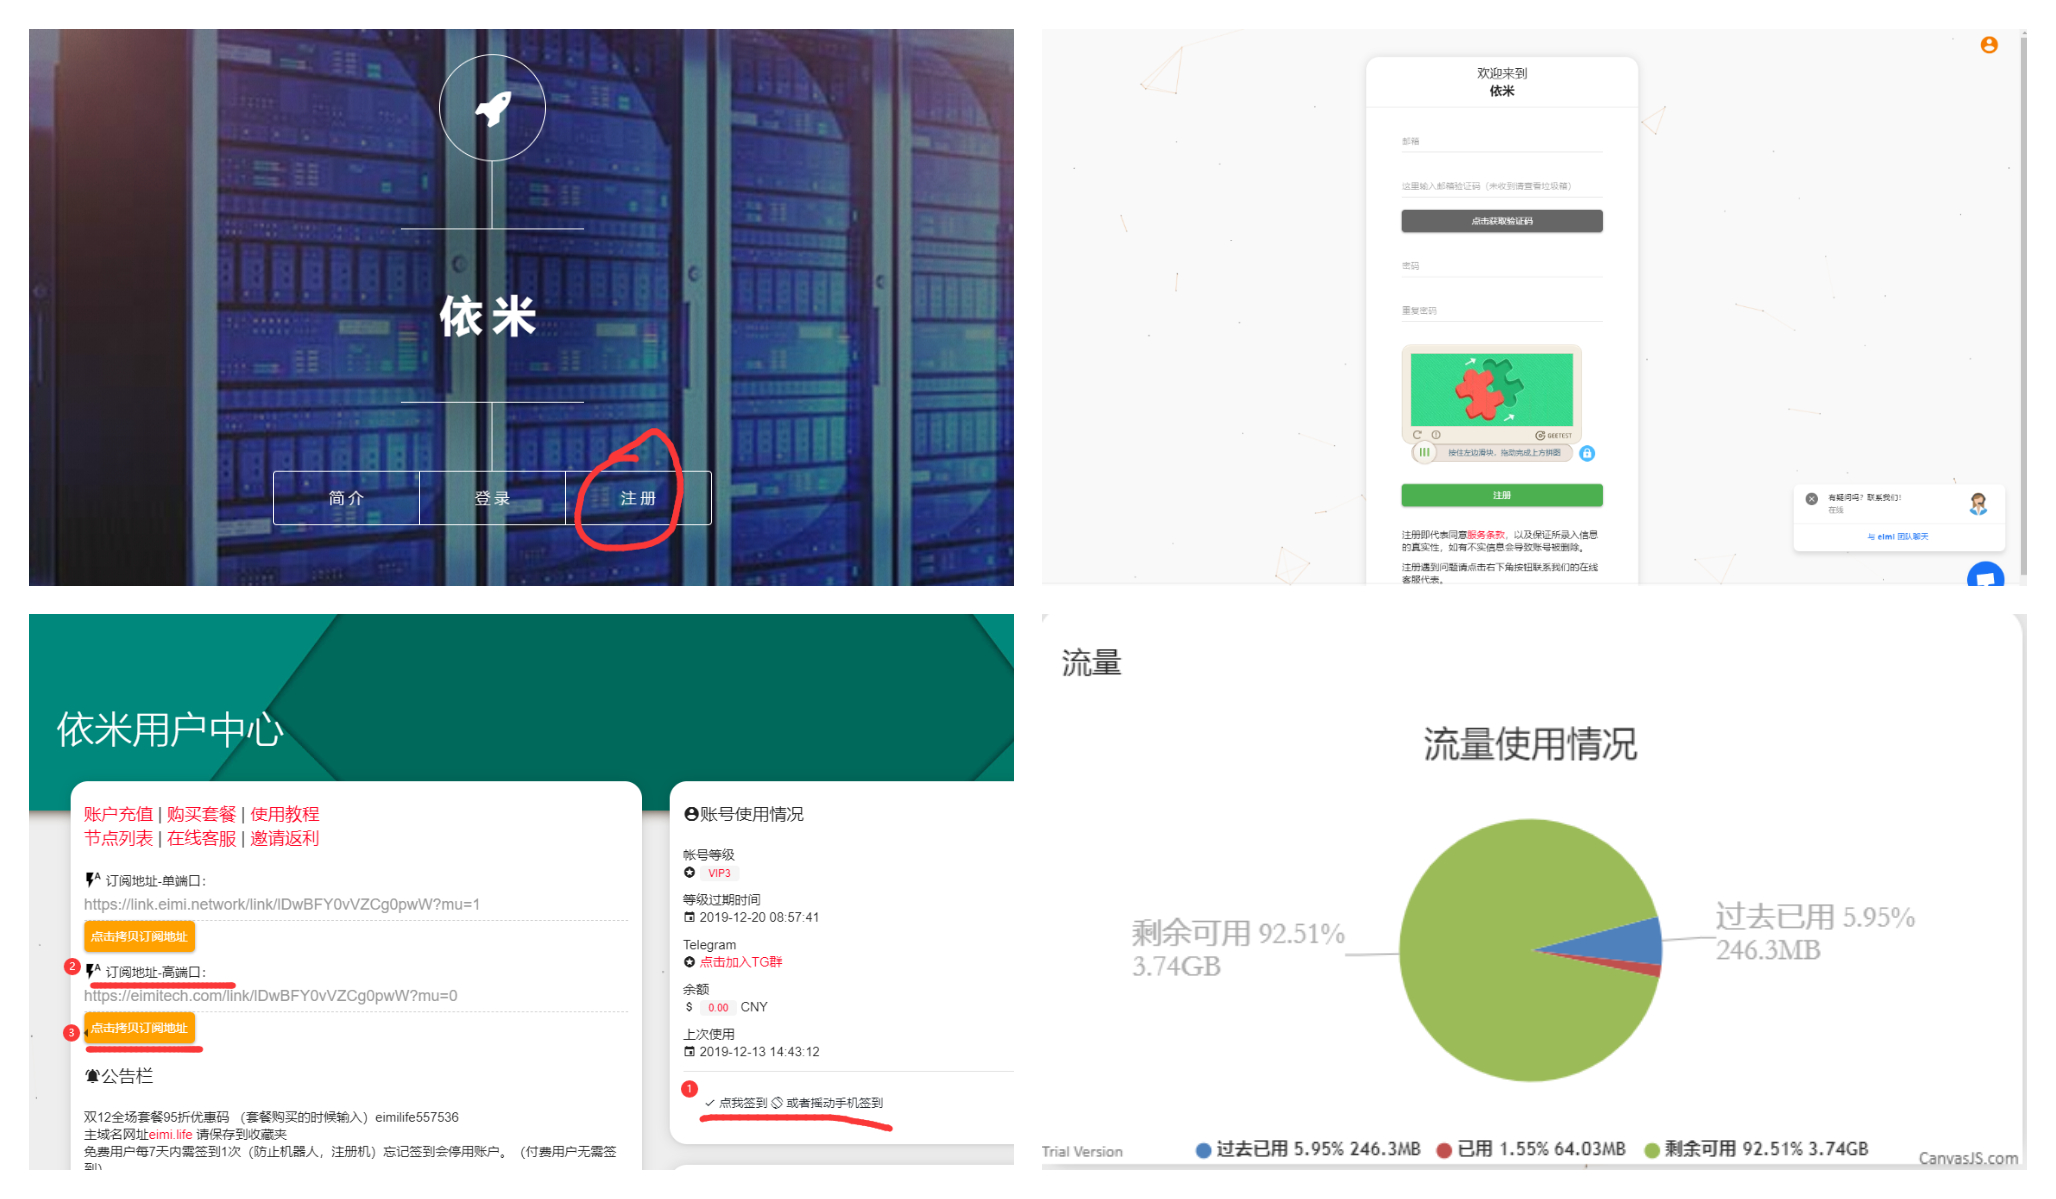 依米
简介
登录
注册
欢迎来到
依米
邮箱
这里输入邮箱验证码（未收到请查看垃圾箱）
点击获取验证码
密码
重复密码
GEETEST
按住左边滑块，拖动完成上方拼图
注册
注册即代表同意服务条款，以及保证所录入信息
的真实性，如有不实信息会导致账号被删除。
注册遇到问题请点击右下角按钮联系我们的在线
客服代表。
有疑问吗？联系我们！
在线
与 eimi 团队聊天
依米用户中心
账户充值 | 购买套餐 | 使用教程
节点列表 | 在线客服 | 邀请返利
订阅地址-单端口：
https://link.eimi.network/link/lDwBFY0vVZCg0pwW?mu=1
点击拷贝订阅地址
2
订阅地址-高端口：
https://eimitech.com/link/lDwBFY0vVZCg0pwW?mu=0
3
点击拷贝订阅地址
公告栏
双12全场套餐95折优惠码 （套餐购买的时候输入）eimilife557536
主域名网址eimi.life 请保存到收藏夹
免费用户每7天内需签到1次（防止机器人，注册机）忘记签到会停用账户。（付费用户无需签
到）
账号使用情况
帐号等级
VIP3
等级过期时间
2019-12-20 08:57:41
Telegram
点击加入TG群
余额
$ 0.00 CNY
上次使用
2019-12-13 14:43:12
1
点我签到 或者摇动手机签到
流量
流量使用情况
剩余可用 92.51%
3.74GB
过去已用 5.95%
246.3MB
Trial Version
过去已用 5.95% 246.3MB
已用 1.55% 64.03MB
剩余可用 92.51% 3.74GB
CanvasJS.com